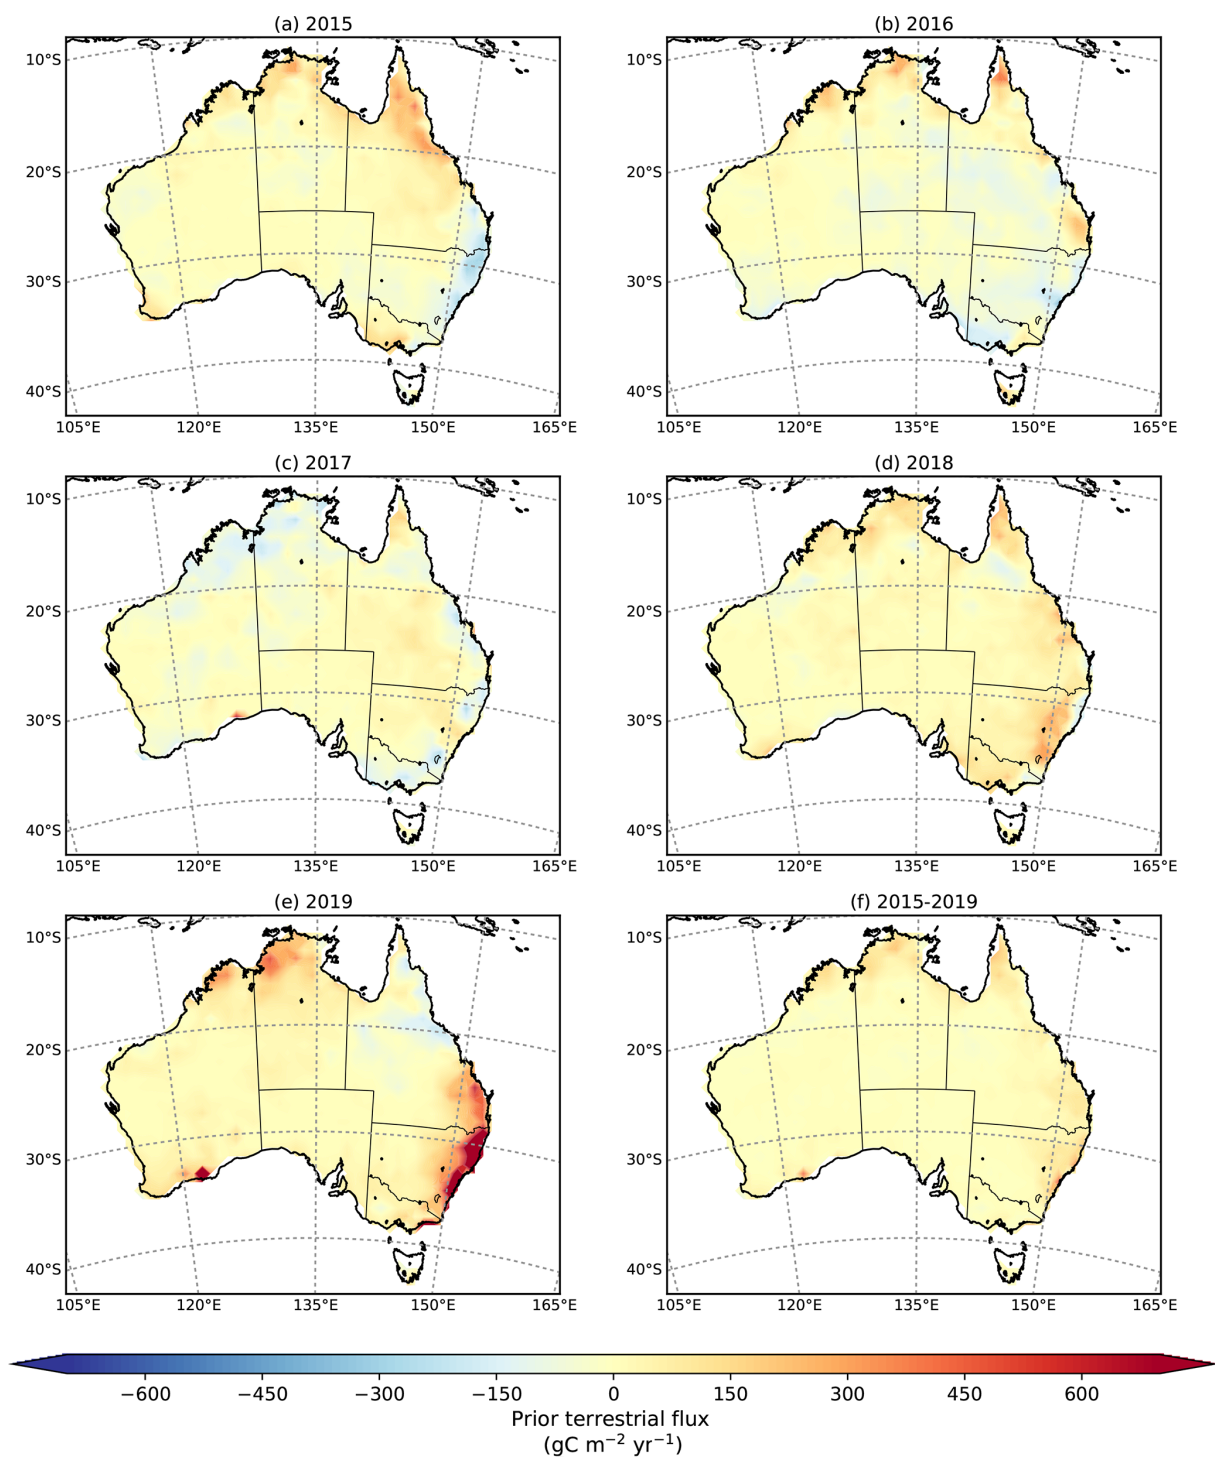 (a) 2015
(b) 2016
10°S
20°S
30°S
40°S
105°E 120°E 135°E 150°E 165°E
10°S
20°S
30°S
40°S
105°E 120°E 135°E 150°E 165°E
(c) 2017
(d) 2018
10°S
20°S
30°S
40°S
105°E 120°E 135°E 150°E 165°E
10°S
20°S
30°S
40°S
105°E 120°E 135°E 150°E 165°E
(e) 2019
(f) 2015-2019
10°S
20°S
30°S
40°S
105°E 120°E 135°E 150°E 165°E
10°S
20°S
30°S
40°S
105°E 120°E 135°E 150°E 165°E
−600 −450 −300 −150 0 150 300 450 600
Prior terrestrial flux
(gC m⁻² yr⁻¹)